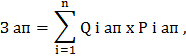 З ап = n ∑ i=1 Q i ап x P i ап ,